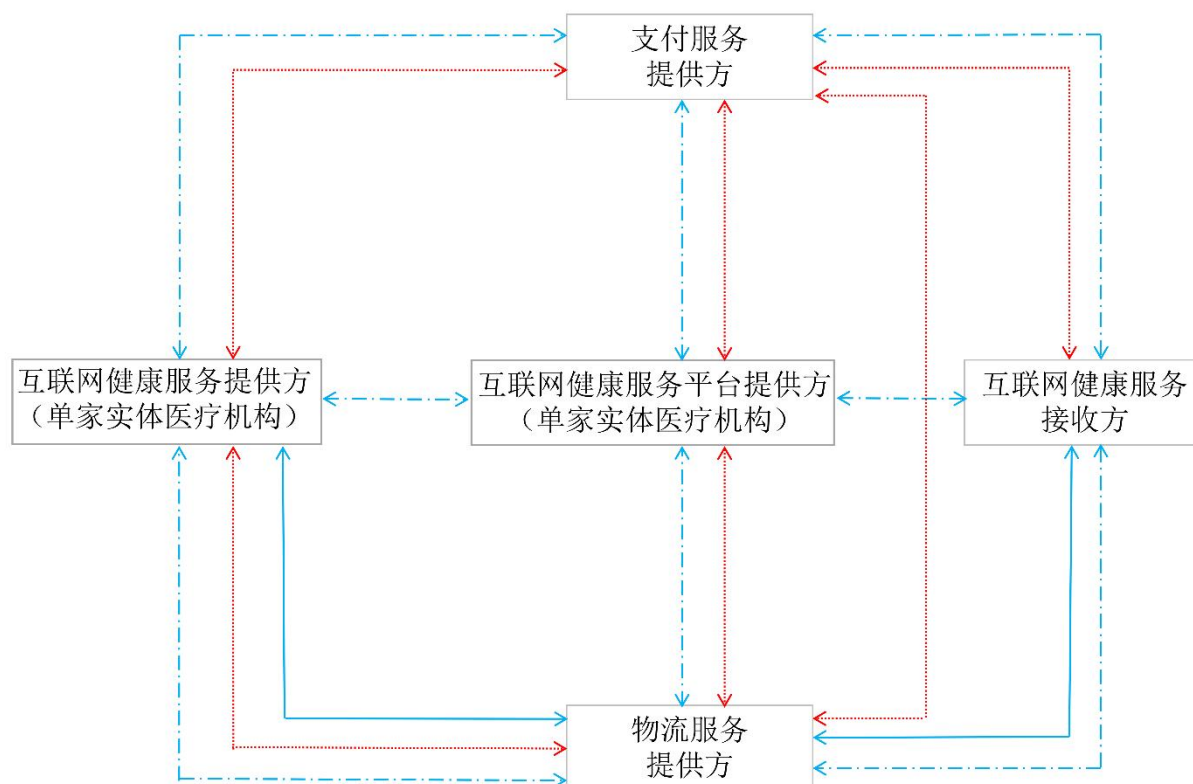 支付服务
提供方
互联网健康服务提供方
（单家实体医疗机构）
互联网健康服务平台提供方
（单家实体医疗机构）
互联网健康服务
接收方
物流服务
提供方